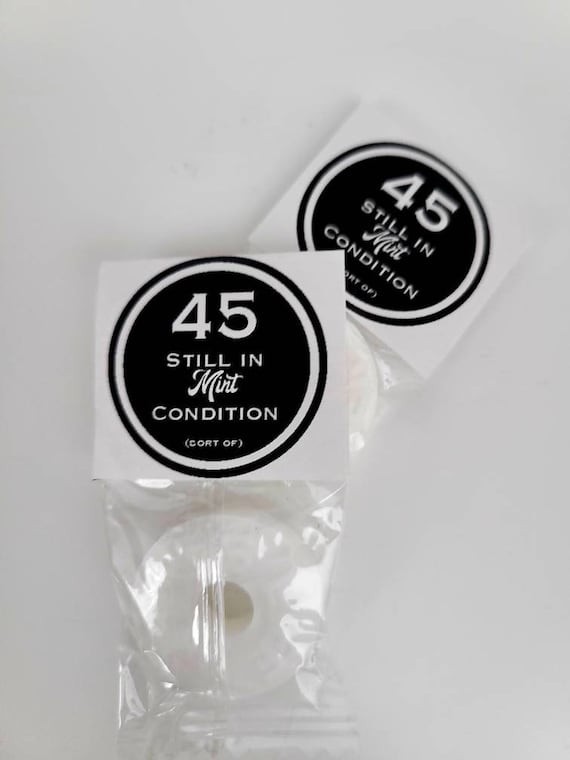 45
STILL IN
Mint
CONDITION
(SORT OF)
45
STILL IN
Mint
CONDITION
(SORT OF)